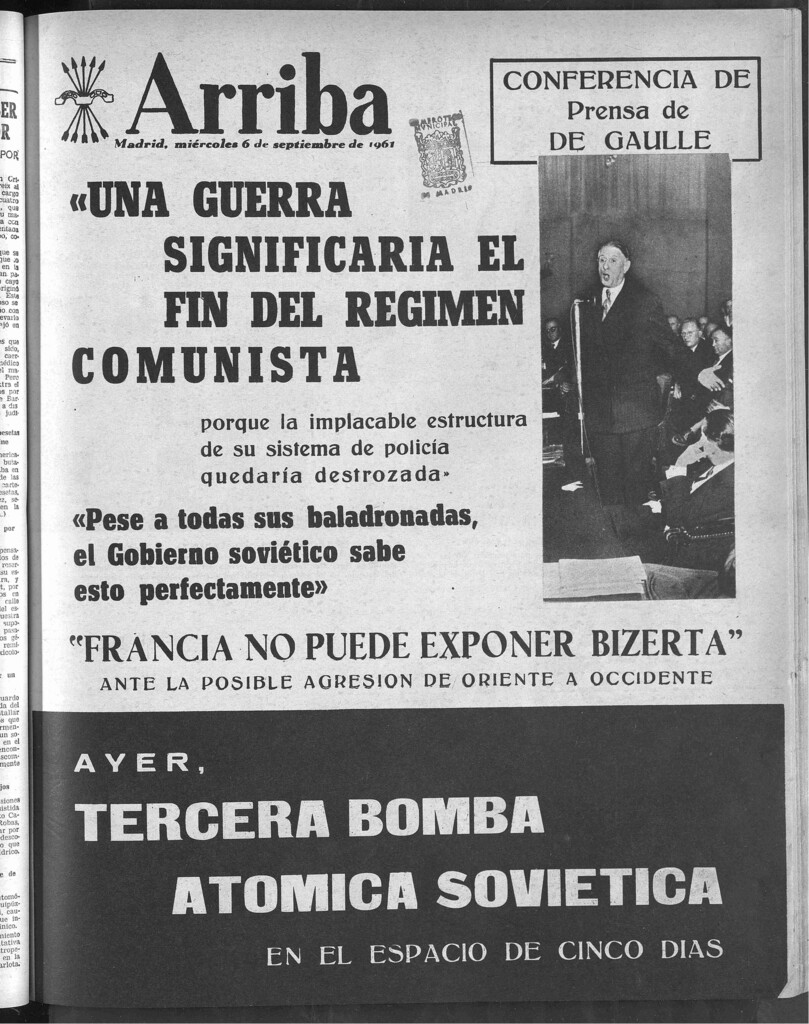 Arriba
Madrid, miércoles 6 de septiembre de 1961
MUNICIPAL
DE MADRID
CONFERENCIA DE
Prensa de
DE GAULLE
«UNA GUERRA
SIGNIFICARIA EL
FIN DEL REGIMEN
COMUNISTA
porque la implacable estructura
de su sistema de policía
quedaría destrozada»
«Pese a todas sus baladronadas,
el Gobierno soviético sabe
esto perfectamente»
"FRANCIA NO PUEDE EXPONER BIZERTA"
ANTE LA POSIBLE AGRESION DE ORIENTE A OCCIDENTE
AYER,
TERCERA BOMBA
ATOMICA SOVIETICA
EN EL ESPACIO DE CINCO DIAS